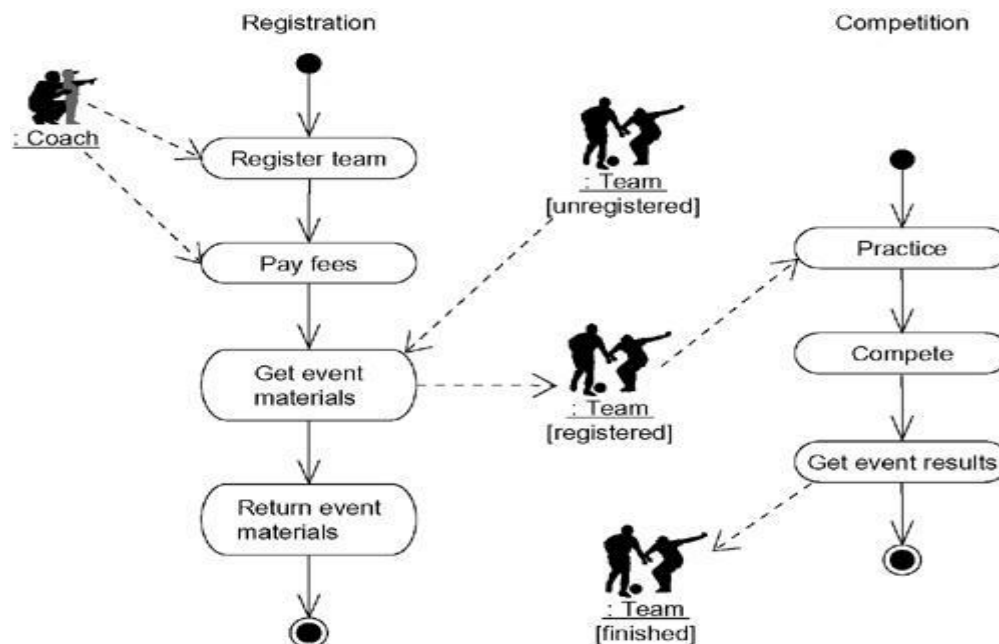 Registration
Competition
: Coach
Register team
: Team
[unregistered]
Pay fees
Practice
Get event
materials
: Team
[registered]
Compete
Get event results
Return event
materials
: Team
[finished]